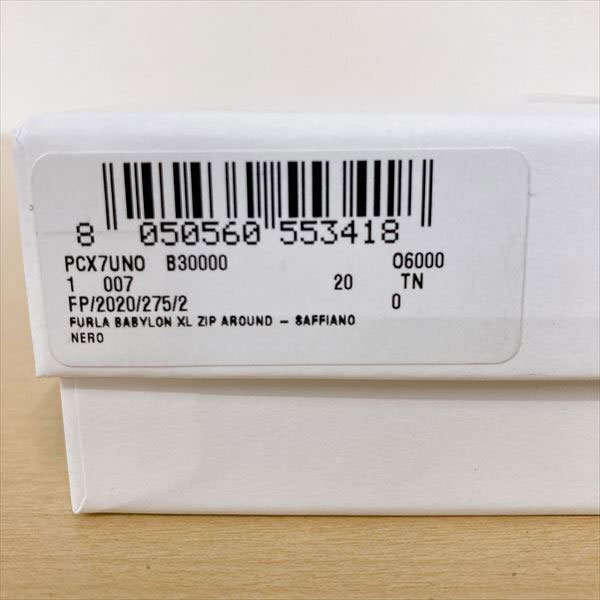 8 050560 553418
PCX7UNO B30000 O6000
1 007 20 TN
FP/2020/275/2 0
FURLA BABYLON XL ZIP AROUND – SAFFIANO
NERO